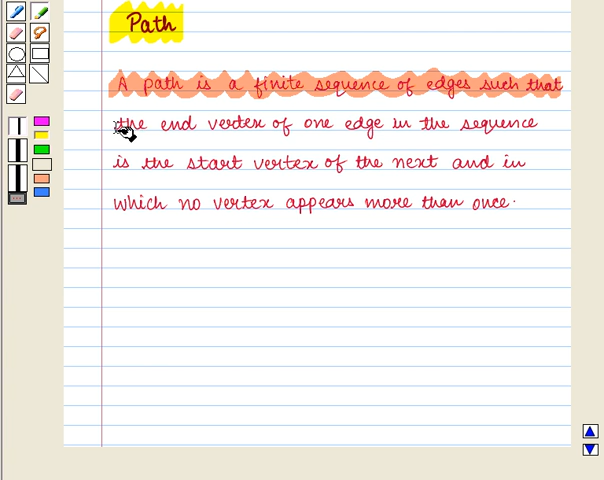 Path
A path is a finite sequence of edges such that
the end vertex of one edge in the sequence
is the start vertex of the next and in
which no vertex appears more than once.